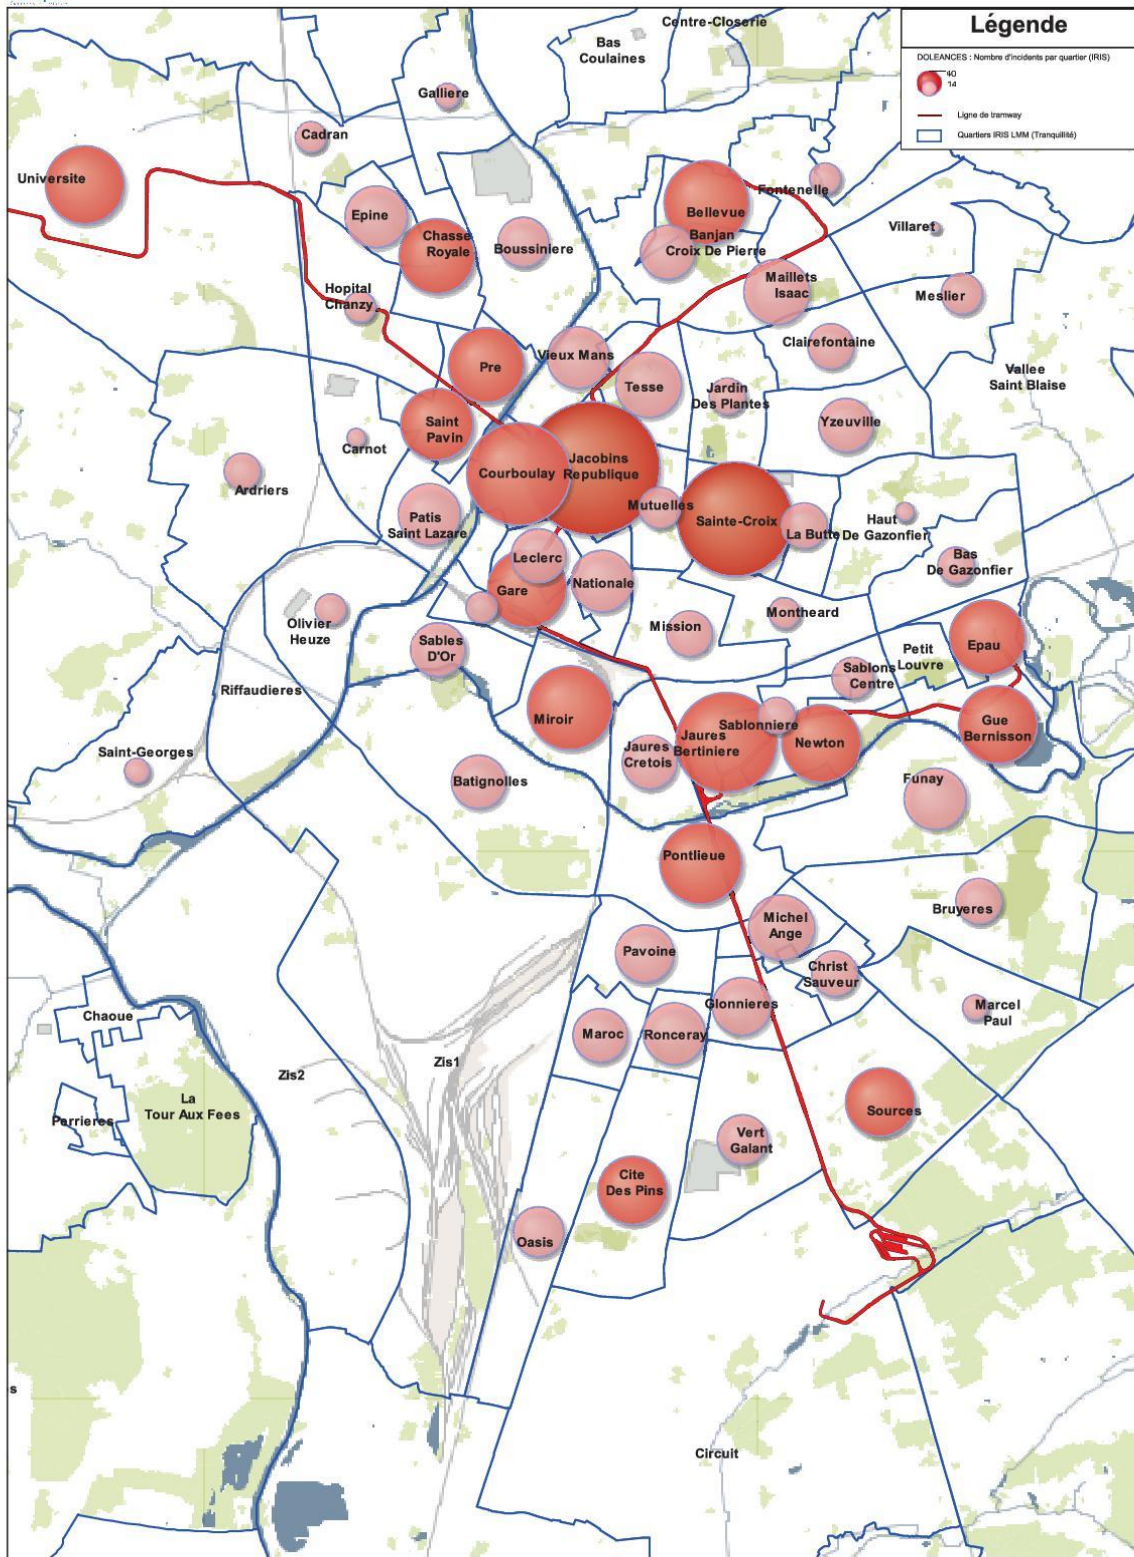 Légende
DOLEANCES : Nombre d'incidents par quartier (IRIS)
40
14
Ligne de tramway
Quartiers IRIS LMM (Tranquilité)
Centre-Closerie
Bas
Coulaines
Galliere
Cadran
Universite
Fontenelle
Epine
Bellevue
Villaret
Chasse
Royale
Boussiniere
Banjan
Croix De Pierre
Hopital
Chanzy
Maillets
Isaac
Meslier
Clairefontaine
Vieux Mans
Pre
Tesse
Jardin
Des Plantes
Vallee
Saint Blaise
Saint
Pavin
Yzeuville
Carnot
Ardriers
Courboulay
Jacobins
Republique
Mutuelles
Sainte-Croix
Patis
Saint Lazare
La Butte
Haut
De Gazonfier
Leclerc
Bas
De Gazonfier
Gare
Nationale
Olivier
Heuze
Mission
Montheard
Sables
D'Or
Petit
Louvre
Epau
Sablons
Centre
Riffaudieres
Miroir
Sablonniere
Gue
Bernisson
Saint-Georges
Jaures
Bertiniere
Newton
Jaures
Cretois
Batignolles
Funay
Pontlieue
Bruyeres
Michel
Ange
Pavoine
Christ
Sauveur
Glonnieres
Marcel
Paul
Chaoue
Maroc
Ronceray
Zis1
Zis2
La
Tour Aux Fees
Perrieres
Sources
Vert
Galant
Cite
Des Pins
Oasis
s
Circuit